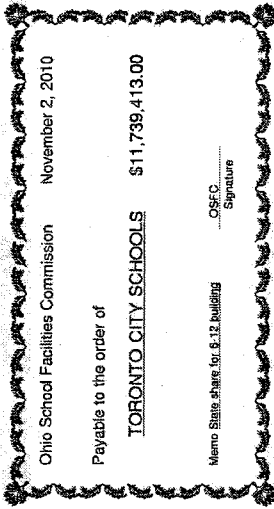 Ohio School Facilities Commission November 2, 2010
Payable to the order of
TORONTO CITY SCHOOLS $11,739,413.00
Memo State share for 6-12 building OSFC
Signature